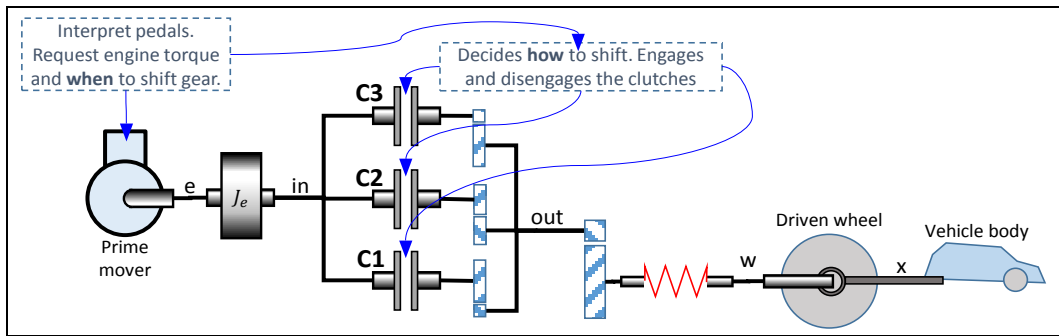 Interpret pedals.
Request engine torque
and when to shift gear.
Decides how to shift. Engages
and disengages the clutches
C3
C2
C1
e
J_e
in
out
Prime
mover
Driven wheel
Vehicle body
w
x